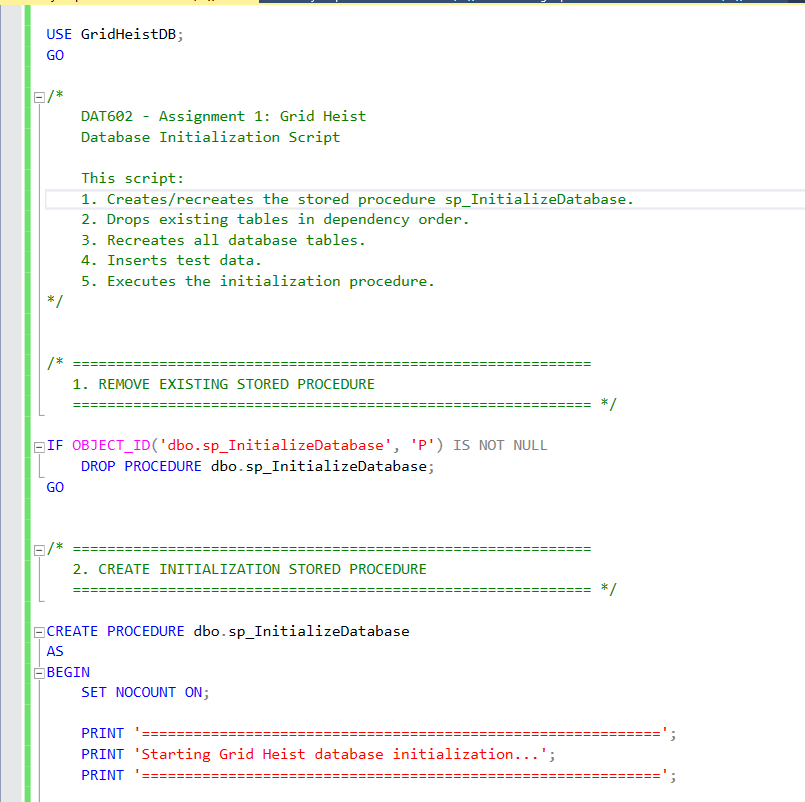 USE GridHeistDB;
GO
/*
DAT602 - Assignment 1: Grid Heist
Database Initialization Script
This script:
1. Creates/recreates the stored procedure sp_InitializeDatabase.
2. Drops existing tables in dependency order.
3. Recreates all database tables.
4. Inserts test data.
5. Executes the initialization procedure.
*/
/* ============================================================
1. REMOVE EXISTING STORED PROCEDURE
============================================================ */
IF OBJECT_ID('dbo.sp_InitializeDatabase', 'P') IS NOT NULL
DROP PROCEDURE dbo.sp_InitializeDatabase;
GO
/* ============================================================
2. CREATE INITIALIZATION STORED PROCEDURE
============================================================ */
CREATE PROCEDURE dbo.sp_InitializeDatabase
AS
BEGIN
SET NOCOUNT ON;
PRINT '============================================================';
PRINT 'Starting Grid Heist database initialization...';
PRINT '============================================================';